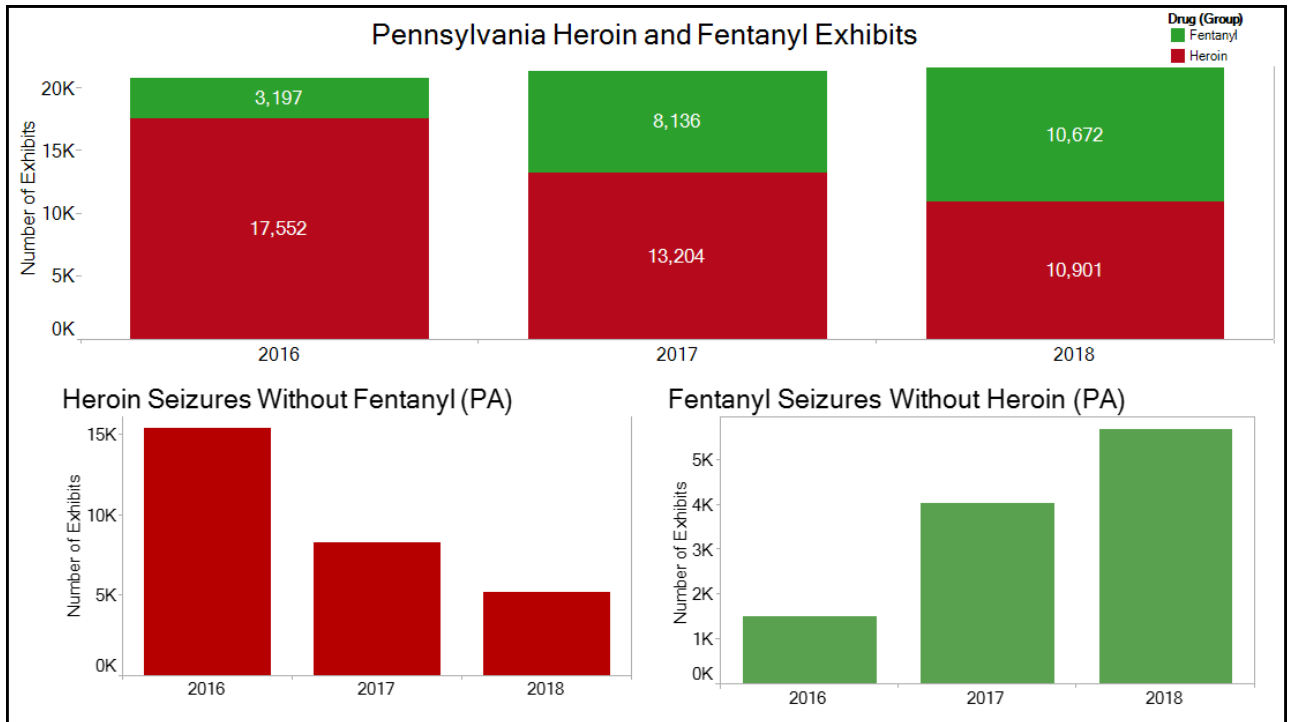 Pennsylvania Heroin and Fentanyl Exhibits
Drug (Group)
Fentanyl
Heroin
Number of Exhibits
20K
15K
10K
5K
0K
3,197
17,552
8,136
13,204
10,672
10,901
2016
2017
2018
Heroin Seizures Without Fentanyl (PA)
Number of Exhibits
15K
10K
5K
0K
2016
2017
2018
Fentanyl Seizures Without Heroin (PA)
Number of Exhibits
5K
4K
3K
2K
1K
0K
2016
2017
2018